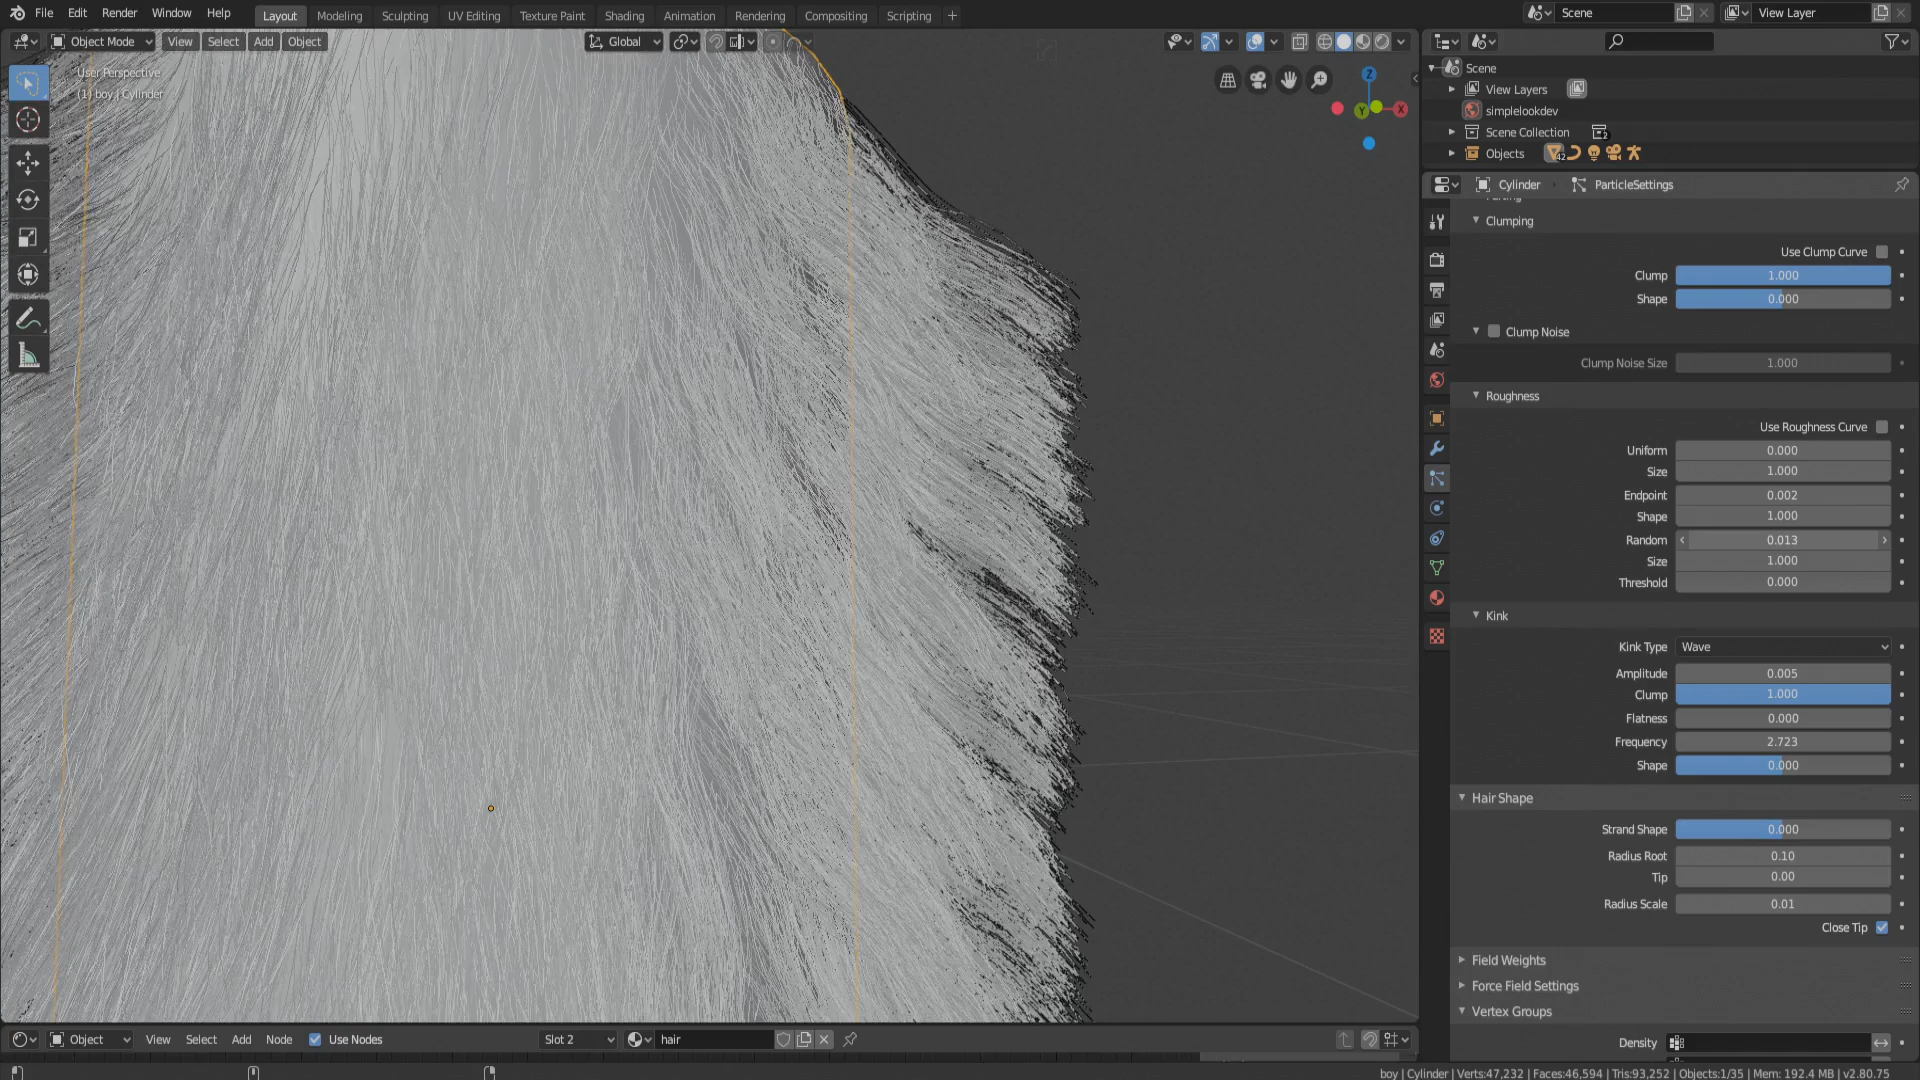 File Edit Render Window Help Layout Modeling Sculpting UV Editing Texture Paint Shading Animation Rendering Compositing Scripting + Scene View Layer
Object Mode View Select Add Object Global
User Perspective
(1) boy | Cylinder
Z
Y
X
Scene
View Layers
simplelookdev
Scene Collection 2
Objects 42
Cylinder ParticleSettings
Clumping
Use Clump Curve
Clump 1.000
Shape 0.000
Clump Noise
Clump Noise Size 1.000
Roughness
Use Roughness Curve
Uniform 0.000
Size 1.000
Endpoint 0.002
Shape 1.000
Random 0.013
Size 1.000
Threshold 0.000
Kink
Kink Type Wave
Amplitude 0.005
Clump 1.000
Flatness 0.000
Frequency 2.723
Shape 0.000
Hair Shape
Strand Shape 0.000
Radius Root 0.10
Tip 0.00
Radius Scale 0.01
Close Tip
Field Weights
Force Field Settings
Vertex Groups
Density
Object View Select Add Node Use Nodes Slot 2 hair
boy | Cylinder | Verts:47,232 | Faces:46,594 | Tris:93,252 | Objects:1/35 | Mem: 192.4 MB | v2.80.75